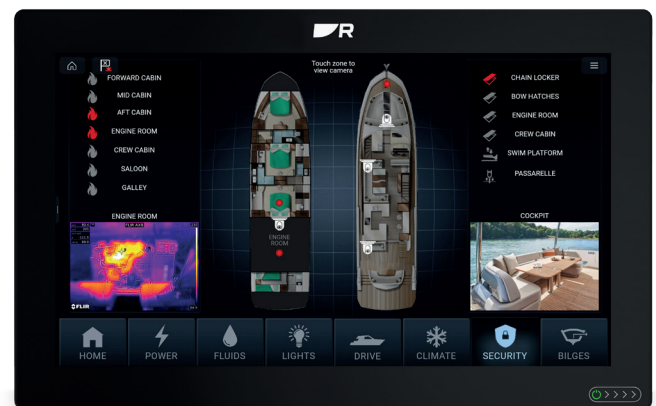 R
Touch zone to
view camera
FORWARD CABIN
MID CABIN
AFT CABIN
ENGINE ROOM
CREW CABIN
SALOON
GALLEY
CHAIN LOCKER
BOW HATCHES
ENGINE ROOM
CREW CABIN
SWIM PLATFORM
PASSARELLE
ENGINE
ROOM
ENGINE ROOM
FLIR AX8
FLIR
COCKPIT
HOME
POWER
FLUIDS
LIGHTS
DRIVE
CLIMATE
SECURITY
BILGES